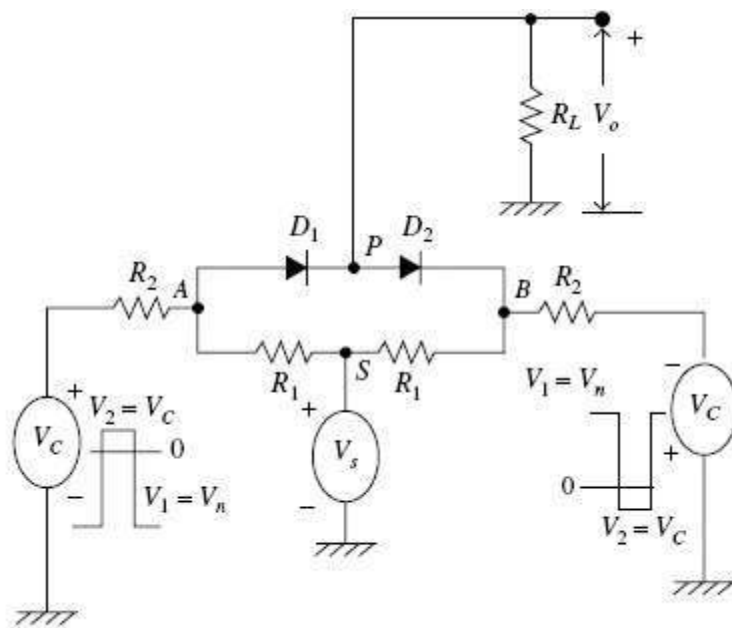 +
R_L
V_o
D_1
P
D_2
R_2
A
B
R_2
R_1
S
R_1
+
V_2 = V_C
0
V_C
−
V_1 = V_n
+
V_s
−
V_1 = V_n
−
V_C
+
0
V_2 = V_C